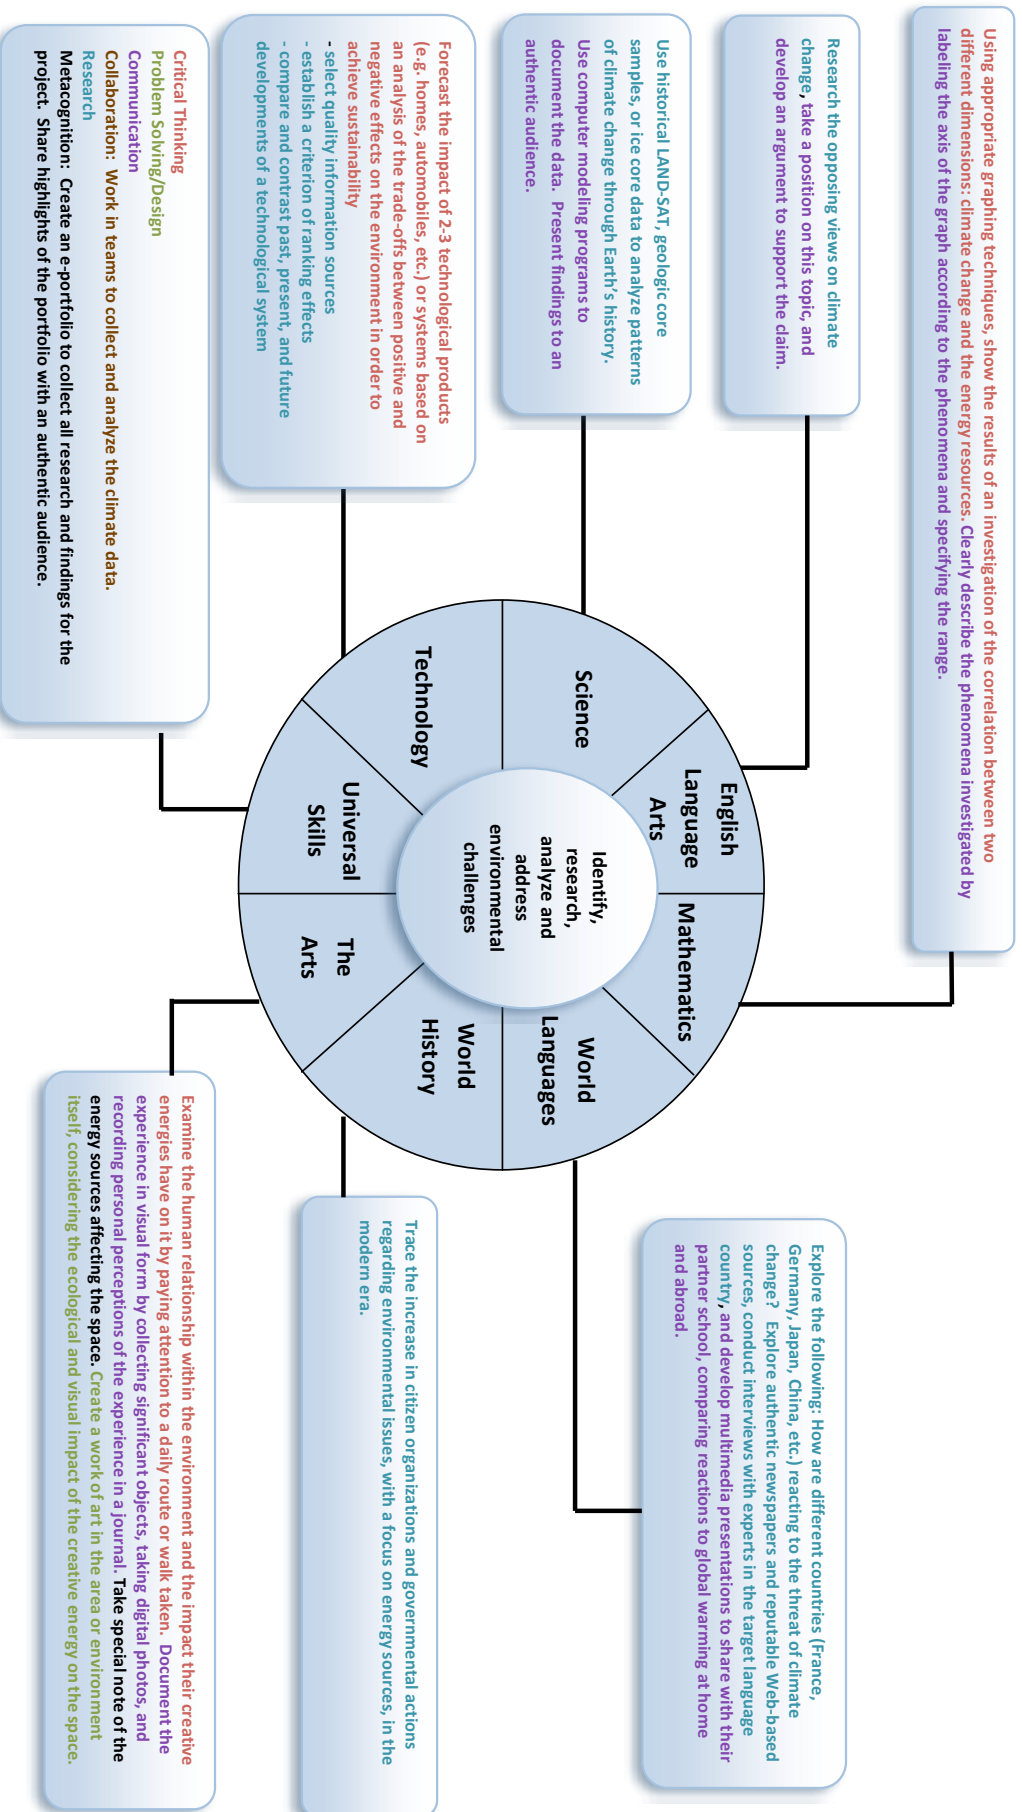 Using appropriate graphing techniques, show the results of an investigation of the correlation between two
different dimensions: climate change and the energy resources. Clearly describe the phenomena investigated by
labeling the axis of the graph according to the phenomena and specifying the range.
Research the opposing views on climate
change, take a position on this topic, and
develop an argument to support the claim.
Use historical LAND-SAT, geologic core
samples, or ice core data to analyze patterns
of climate change through Earth's history.
Use computer modeling programs to
document the data.  Present findings to an
authentic audience.
Forecast the impact of 2-3 technological products
(e.g. homes, automobiles, etc.) or systems based on
an analysis of the trade-offs between positive and
negative effects on the environment in order to
achieve sustainability
- select quality information sources
- establish a criterion of ranking effects
- compare and contrast past, present, and future
developments of a technological system
Critical Thinking
Problem Solving/Design
Communication
Collaboration:  Work in teams to collect and analyze the climate data.
Research
Metacognition:  Create an e-portfolio to collect all research and findings for the
project.  Share highlights of the portfolio with an authentic audience.
English
Language
Arts
Mathematics
Science
World
Languages
Technology
World
History
Universal
Skills
The
Arts
Identify,
research,
analyze and
address
environmental
challenges
Explore the following: How are different countries (France,
Germany, Japan, China, etc.) reacting to the threat of climate
change?  Explore authentic newspapers and reputable Web-based
sources, conduct interviews with experts in the target language
country, and develop multimedia presentations to share with their
partner school, comparing reactions to global warming at home
and abroad.
Trace the increase in citizen organizations and governmental actions
regarding environmental issues, with a focus on energy sources, in the
modern era.
Examine the human relationship within the environment and the impact their creative
energies have on it by paying attention to a daily route or walk taken.  Document the
experience in visual form by collecting significant objects, taking digital photos, and
recording personal perceptions of the experience in a journal. Take special note of the
energy sources affecting the space. Create a work of art in the area or environment
itself, considering the ecological and visual impact of the creative energy on the space.